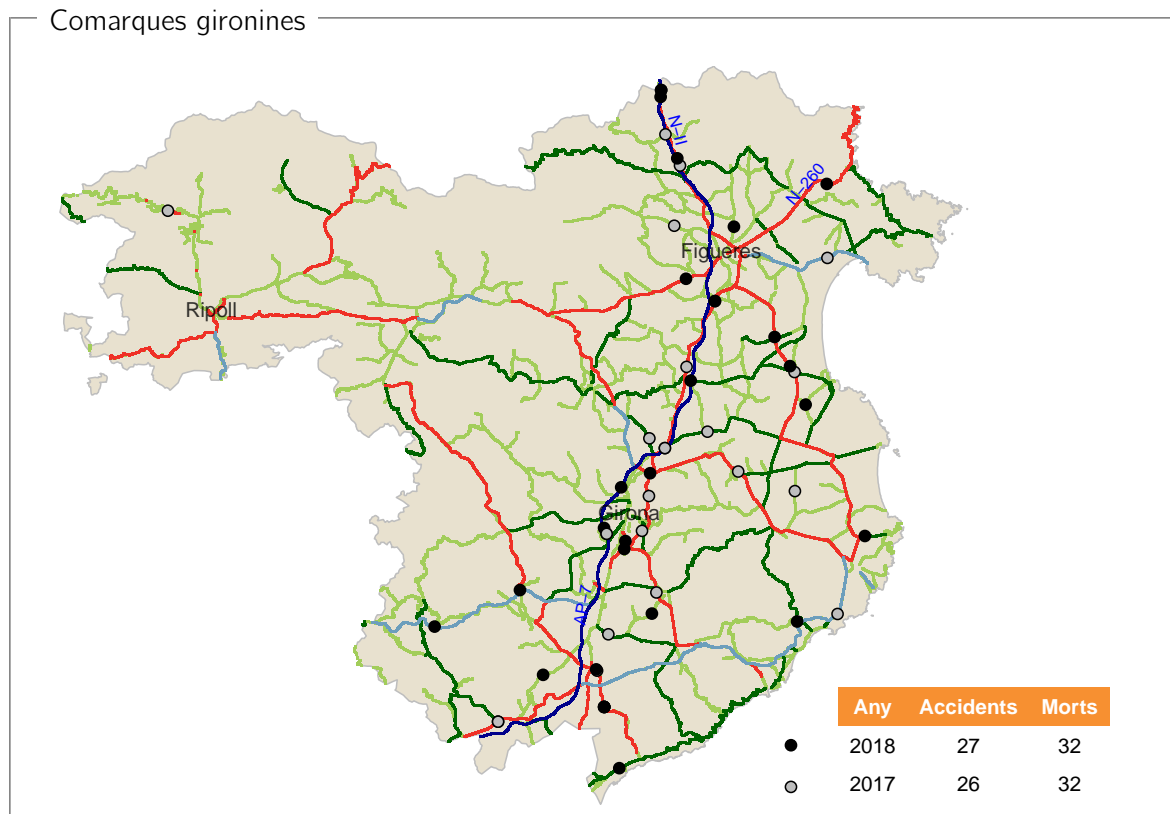 Comarques gironines
N-II
N-260
Figueres
Ripoll
Girona
AP-7
Any Accidents Morts
2018 27 32
2017 26 32